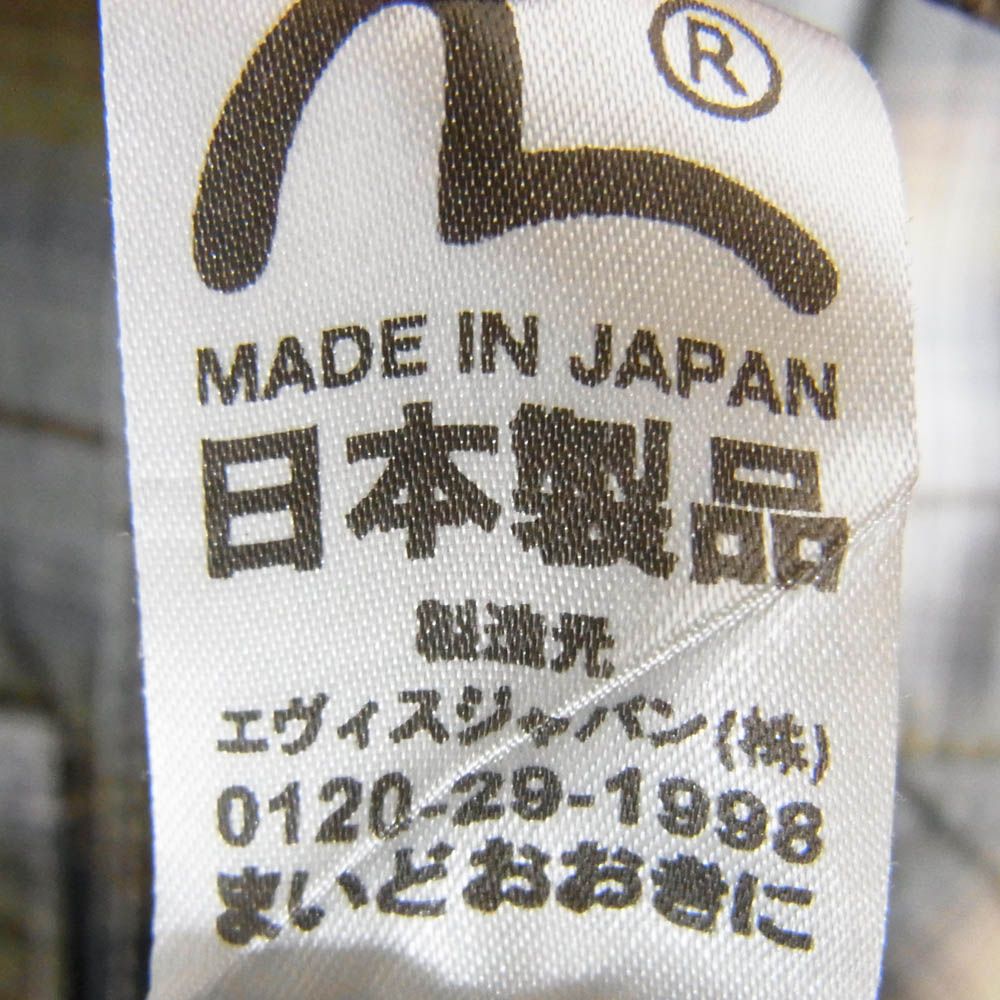 ®
MADE IN JAPAN
日本製品
製造元
エヴィスジャパン(株)
0120-29-1998
まいどおおきに